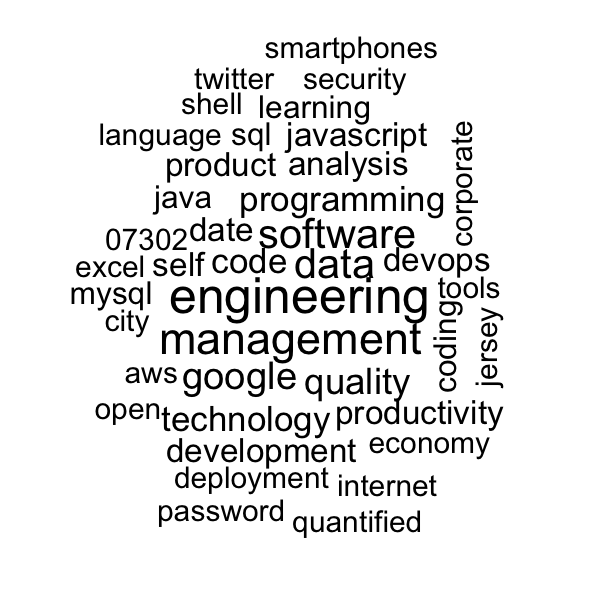 smartphones
twitter security
shell learning
language sql javascript
product analysis
corporate
java programming
07302 date software
excel self code data devops
mysql engineering tools
city management
coding jersey
aws google quality
open technology productivity
development economy
deployment internet
password quantified